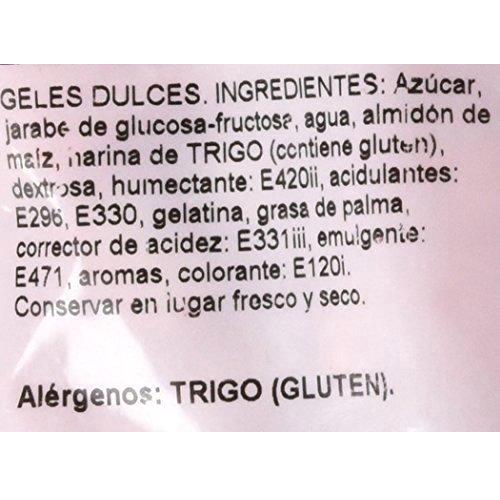 GELES DULCES. INGREDIENTES: Azúcar,
jarabe de glucosa-fructosa, agua, almidón de
maíz, harina de TRIGO (contiene gluten),
dextrosa, humectante: E420ii, acidulantes:
E296, E330, gelatina, grasa de palma,
corrector de acidez: E331iii, emulgente:
E471, aromas, colorante: E120i.
Conservar en lugar fresco y seco.
Alérgenos: TRIGO (GLUTEN).